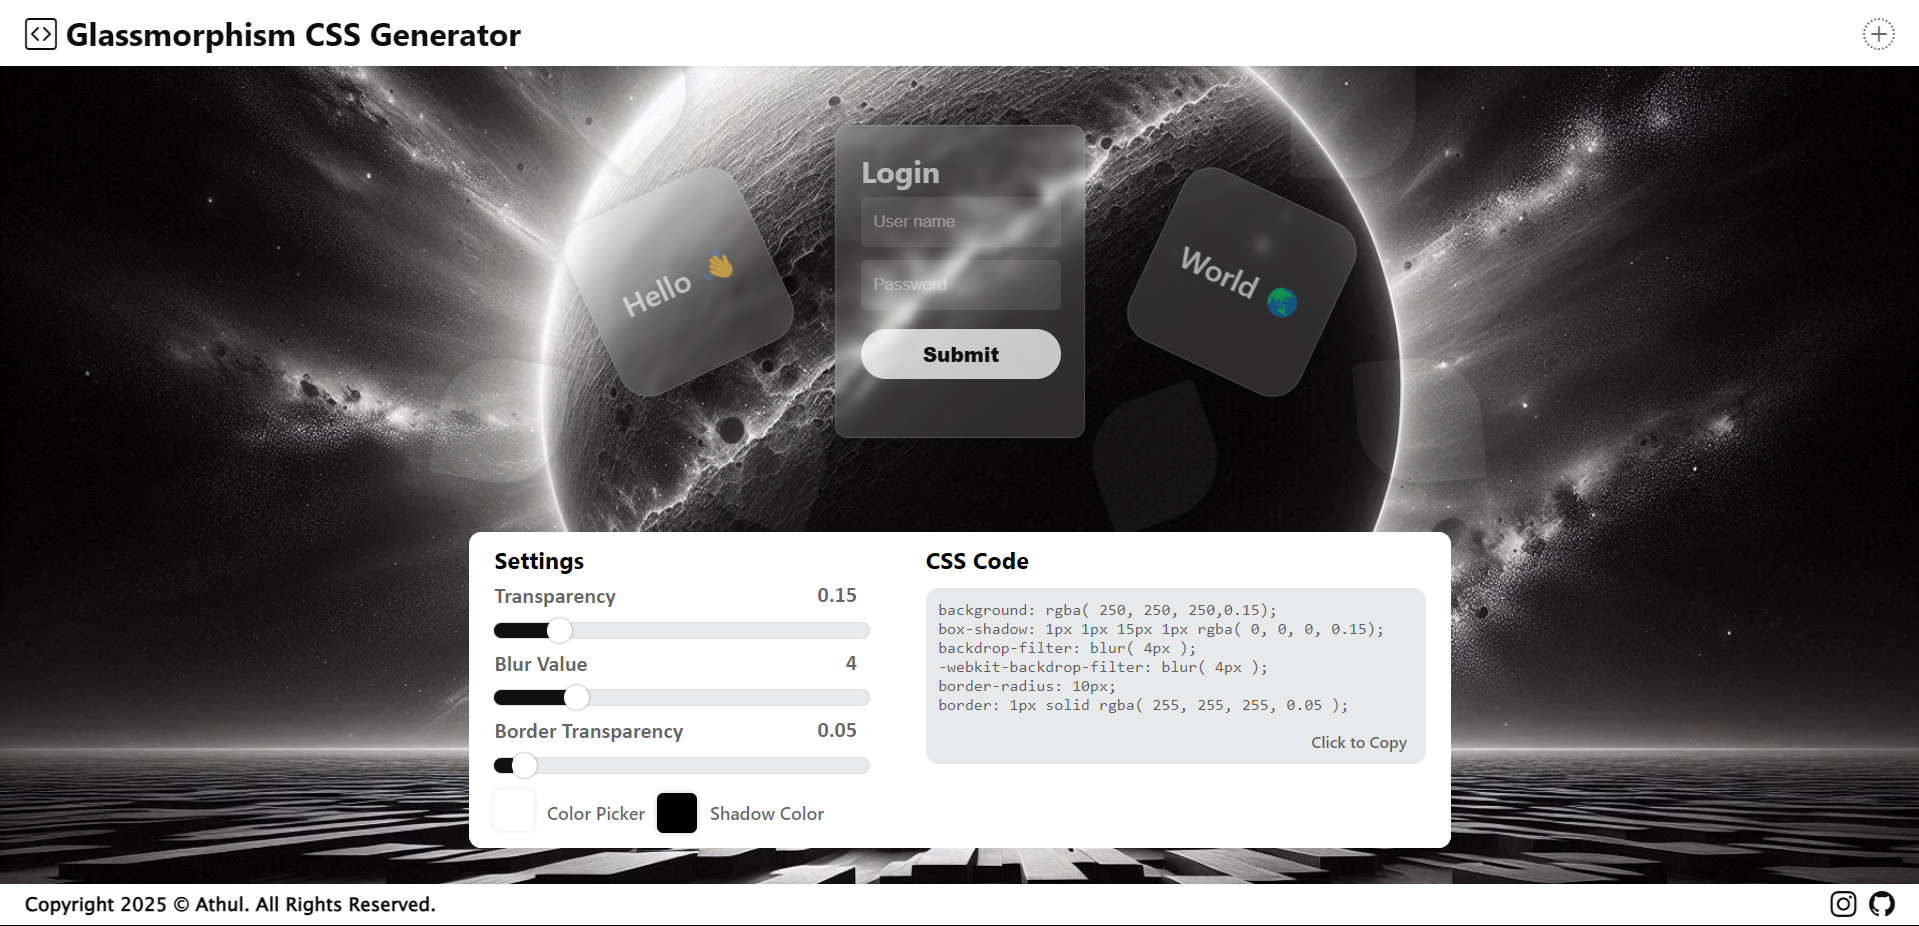 Glassmorphism CSS Generator
Login
User name
Password
Submit
Hello 👋
World 🌏
Settings
Transparency 0.15
Blur Value 4
Border Transparency 0.05
Color Picker Shadow Color
CSS Code
background: rgba( 250, 250, 250,0.15);
box-shadow: 1px 1px 15px 1px rgba( 0, 0, 0, 0.15);
backdrop-filter: blur( 4px );
-webkit-backdrop-filter: blur( 4px );
border-radius: 10px;
border: 1px solid rgba( 255, 255, 255, 0.05 );
Click to Copy
Copyright 2025 © Athul. All Rights Reserved.